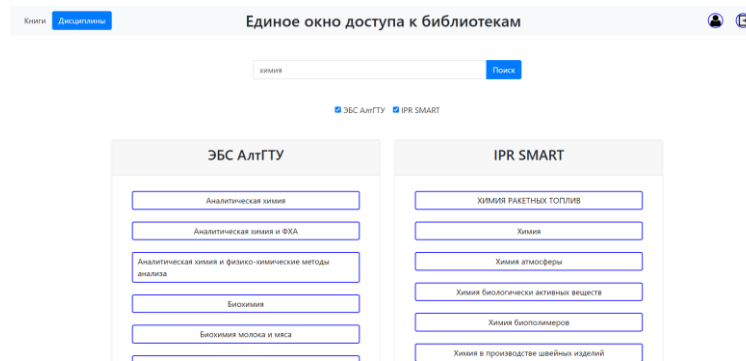 Книги Дисциплины Единое окно доступа к библиотекам
химия Поиск
ЭБС АлтГТУ IPR SMART
ЭБС АлтГТУ
Аналитическая химия
Аналитическая химия и ФХА
Аналитическая химия и физико-химические методы
анализа
Биохимия
Биохимия молока и мяса
IPR SMART
ХИМИЯ РАКЕТНЫХ ТОПЛИВ
Химия
Химия атмосферы
Химия биологически активных веществ
Химия биополимеров
Химия в производстве швейных изделий